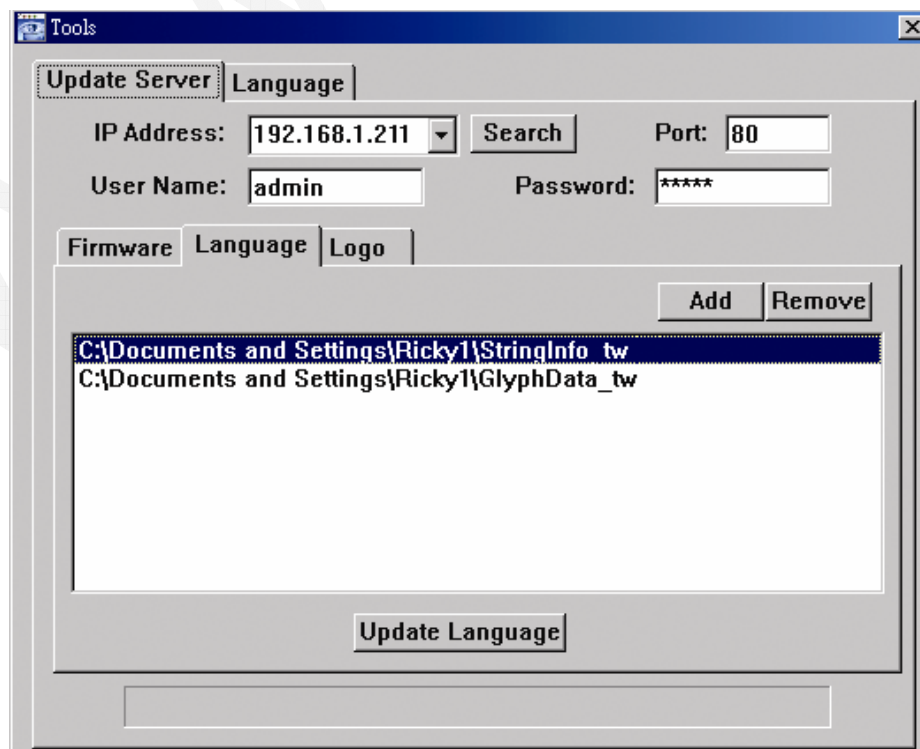 Tools
Update Server Language
IP Address: 192.168.1.211 Search Port: 80
User Name: admin Password: *****
Firmware Language Logo
Add Remove
C:\Documents and Settings\Ricky1\StringInfo_tw
C:\Documents and Settings\Ricky1\GlyphData_tw
Update Language